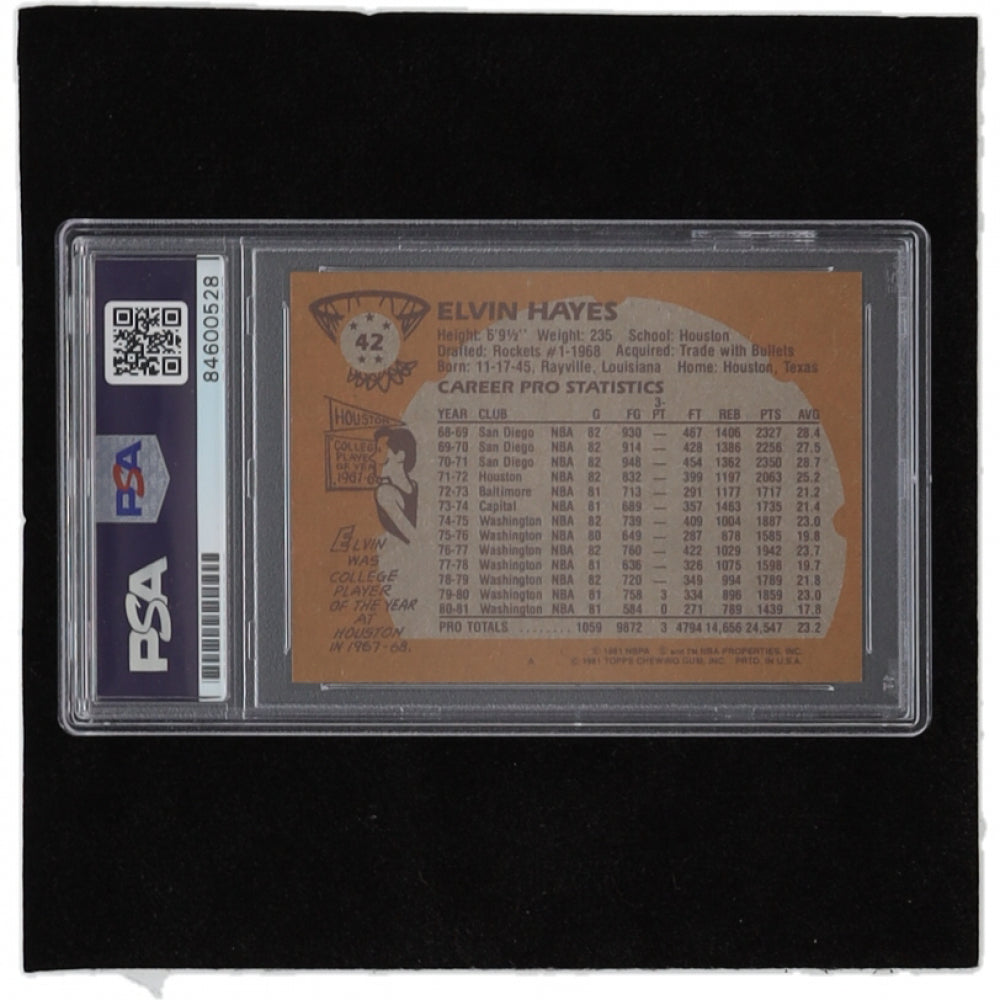 84600528
PSA
PSA
ELVIN HAYES
42
Height: 6'9½" Weight: 235 School: Houston
Drafted: Rockets #1-1968 Acquired: Trade with Bullets
Born: 11-17-45, Rayville, Louisiana Home: Houston, Texas
CAREER PRO STATISTICS
YEAR CLUB G FG 3-PT FT REB PTS AVG
68-69 San Diego NBA 82 930 — 467 1406 2327 28.4
69-70 San Diego NBA 82 914 — 428 1386 2256 27.5
70-71 San Diego NBA 82 948 — 454 1362 2350 28.7
71-72 Houston NBA 82 832 — 399 1197 2063 25.2
72-73 Baltimore NBA 81 713 — 291 1177 1717 21.2
73-74 Capital NBA 81 689 — 357 1463 1735 21.4
74-75 Washington NBA 82 739 — 409 1004 1887 23.0
75-76 Washington NBA 80 649 — 287 878 1585 19.8
76-77 Washington NBA 82 760 — 422 1029 1942 23.7
77-78 Washington NBA 81 636 — 326 1075 1598 19.7
78-79 Washington NBA 82 720 — 349 994 1789 21.8
79-80 Washington NBA 81 758 3 334 896 1859 23.0
80-81 Washington NBA 81 584 0 271 789 1439 17.8
PRO TOTALS ........ 1059 9872 3 4794 14,656 24,547 23.2
HOUSTON
COLLEGE
PLAYER
OF YEAR
1967-68
ELVIN
WAS
COLLEGE
PLAYER
OF THE YEAR
AT
HOUSTON
IN 1967-68.
© 1981 NBPA © and TM NBA PROPERTIES, INC.
A © 1981 TOPPS CHEWING GUM, INC. PRTD. IN U.S.A.